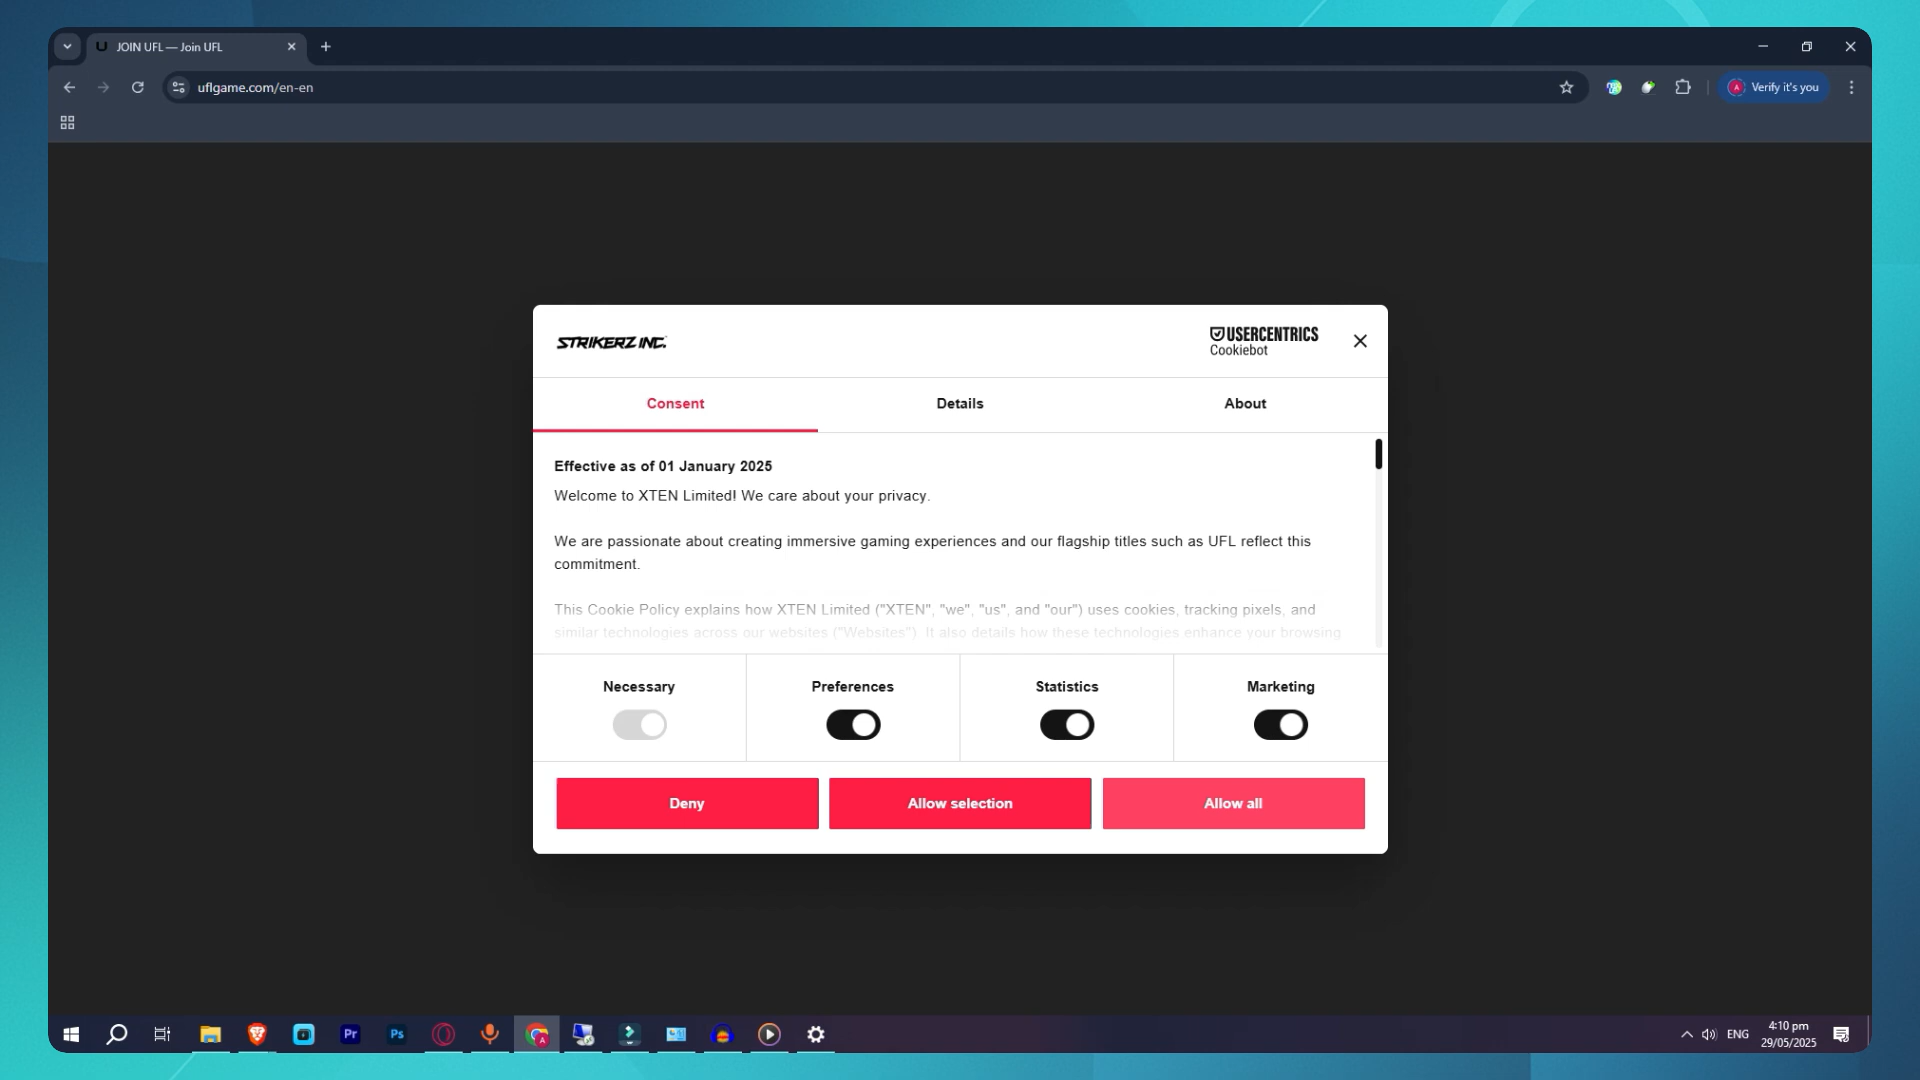 JOIN UFL — Join UFL
uflgame.com/en-en
Verify it's you
STRIKERZ INC.
USERCENTRICS
Cookiebot
Consent
Details
About
Effective as of 01 January 2025
Welcome to XTEN Limited! We care about your privacy.
We are passionate about creating immersive gaming experiences and our flagship titles such as UFL reflect this
commitment.
This Cookie Policy explains how XTEN Limited ("XTEN", "we", "us", and "our") uses cookies, tracking pixels, and
similar technologies across our websites ("Websites"). It also details how these technologies enhance your browsing
Necessary
Preferences
Statistics
Marketing
Deny
Allow selection
Allow all
Pr
Ps
ENG
4:10 pm
29/05/2025